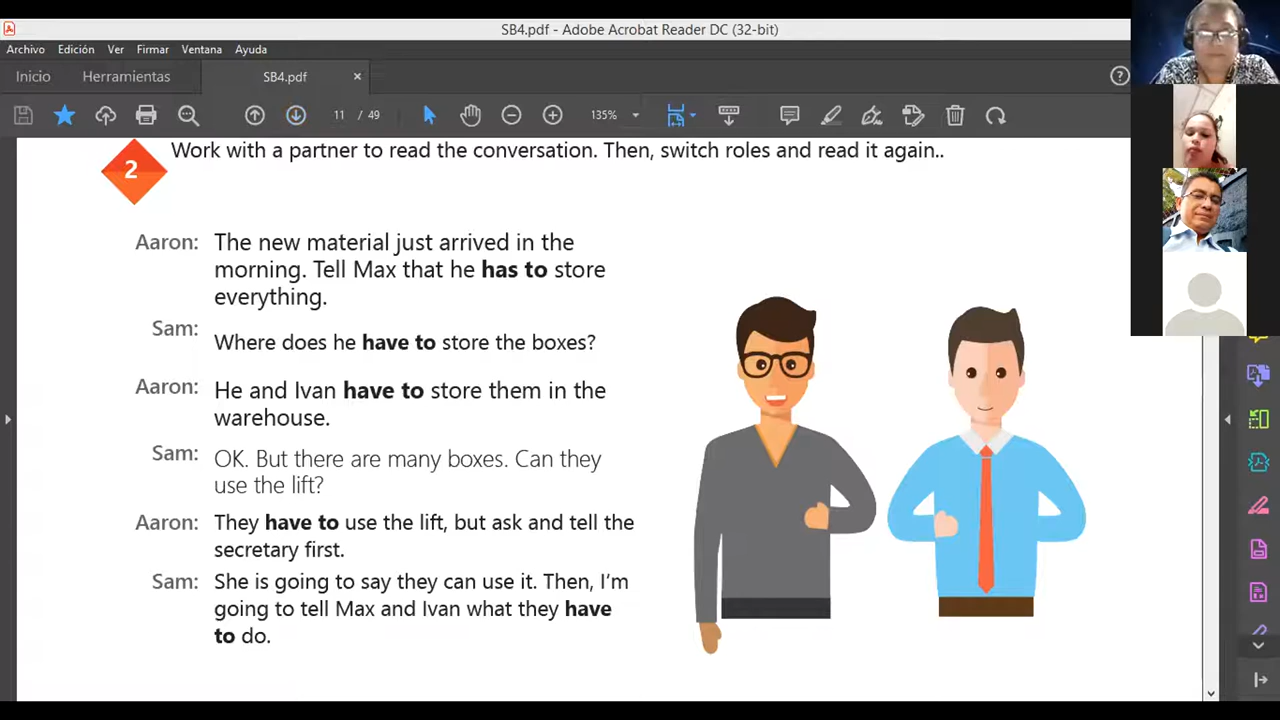 SB4.pdf - Adobe Acrobat Reader DC (32-bit)
Archivo Edición Ver Firmar Ventana Ayuda
Inicio Herramientas SB4.pdf ×
11 / 49 135%
2 Work with a partner to read the conversation. Then, switch roles and read it again..
Aaron: The new material just arrived in the
morning. Tell Max that he has to store
everything.
Sam: Where does he have to store the boxes?
Aaron: He and Ivan have to store them in the
warehouse.
Sam: OK. But there are many boxes. Can they
use the lift?
Aaron: They have to use the lift, but ask and tell the
secretary first.
Sam: She is going to say they can use it. Then, I'm
going to tell Max and Ivan what they have
to do.